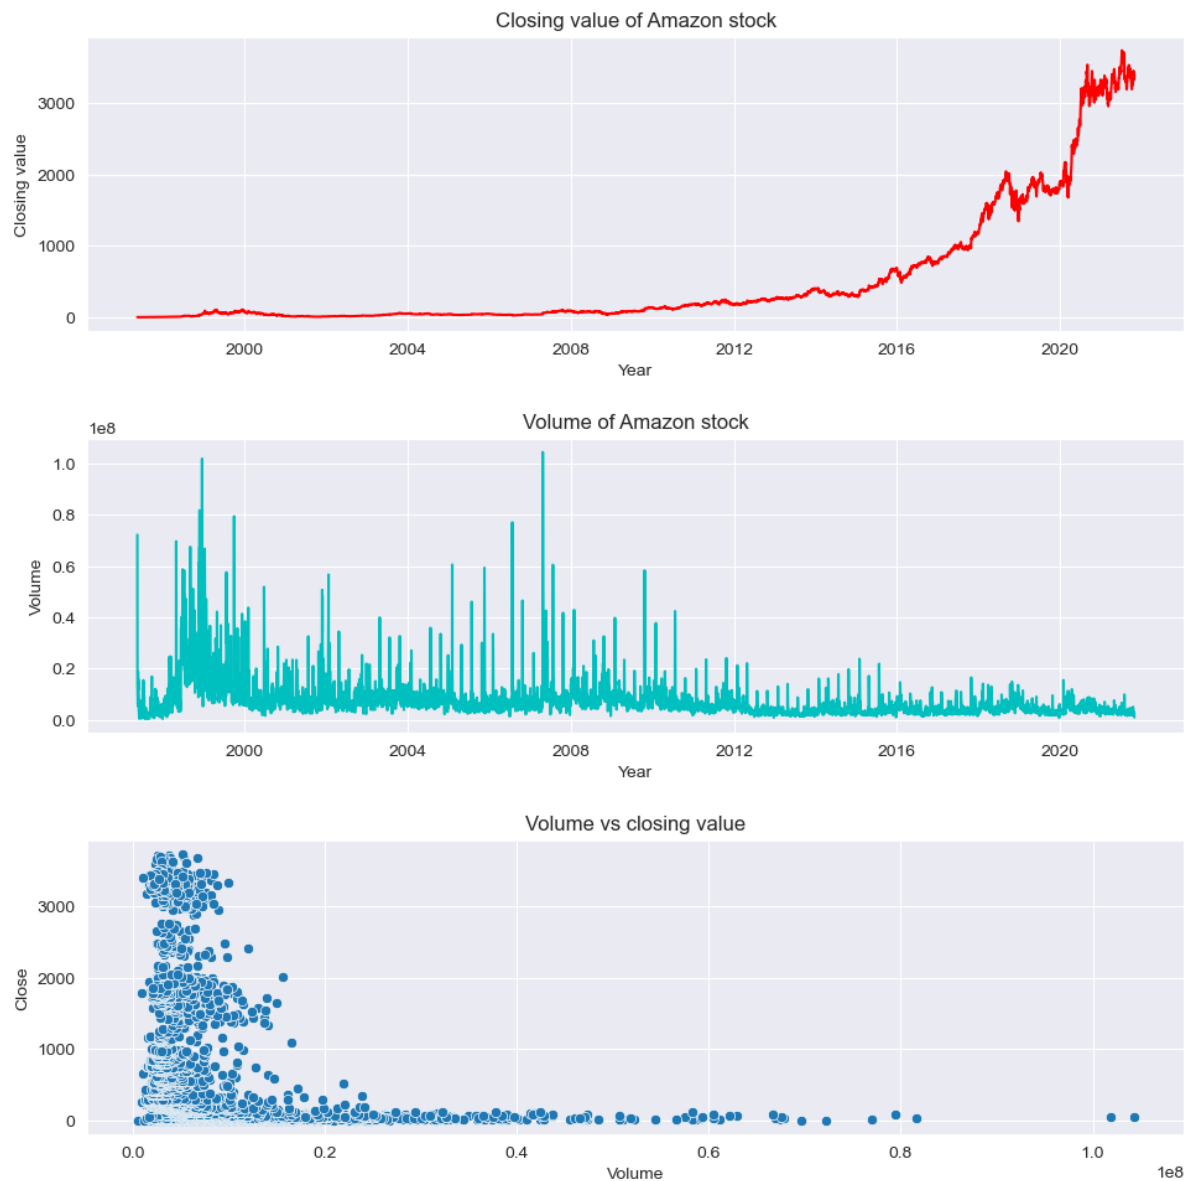 Closing value of Amazon stock
3000
2000
1000
0
Closing value
2000 2004 2008 2012 2016 2020
Year
Volume of Amazon stock
1e8
1.0
0.8
0.6
0.4
0.2
0.0
Volume
2000 2004 2008 2012 2016 2020
Year
Volume vs closing value
3000
2000
1000
0
Close
0.0 0.2 0.4 0.6 0.8 1.0
Volume
1e8